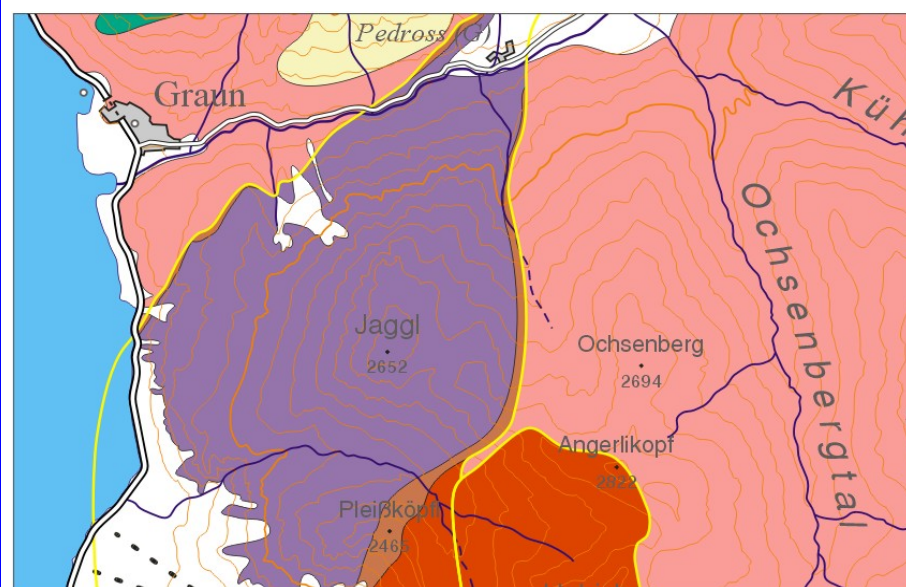 Pedross (G)
Graun
Küh
Ochsenbergtal
Jaggl
2652
Ochsenberg
2694
Angerlikopf
2822
Pleißköpfl
2465